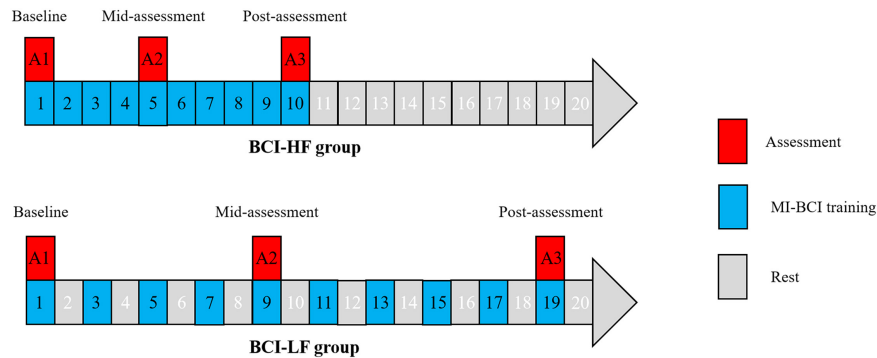 Baseline Mid-assessment Post-assessment
A1 A2 A3
1 2 3 4 5 6 7 8 9 10 11 12 13 14 15 16 17 18 19 20
BCI-HF group
Baseline Mid-assessment Post-assessment
A1 A2 A3
1 2 3 4 5 6 7 8 9 10 11 12 13 14 15 16 17 18 19 20
BCI-LF group
Assessment
MI-BCI training
Rest